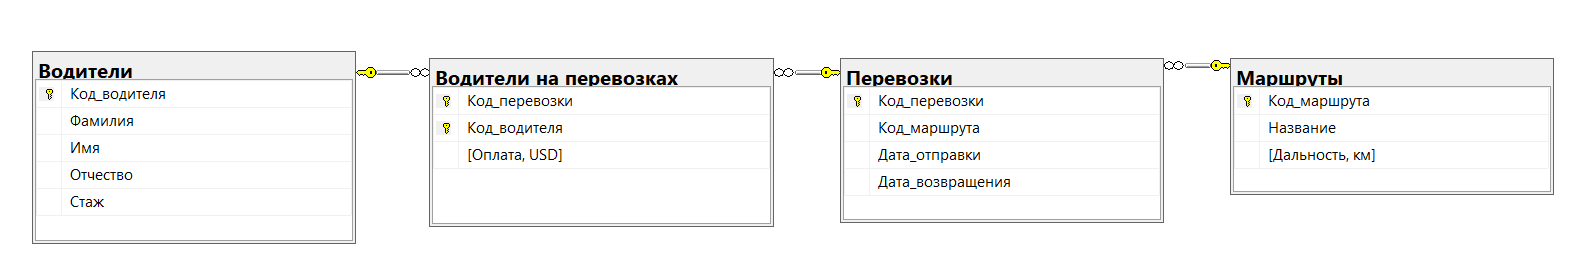 Водители
Код_водителя
Фамилия
Имя
Отчество
Стаж
Водители на перевозках
Код_перевозки
Код_водителя
[Оплата, USD]
Перевозки
Код_перевозки
Код_маршрута
Дата_отправки
Дата_возвращения
Маршруты
Код_маршрута
Название
[Дальность, км]